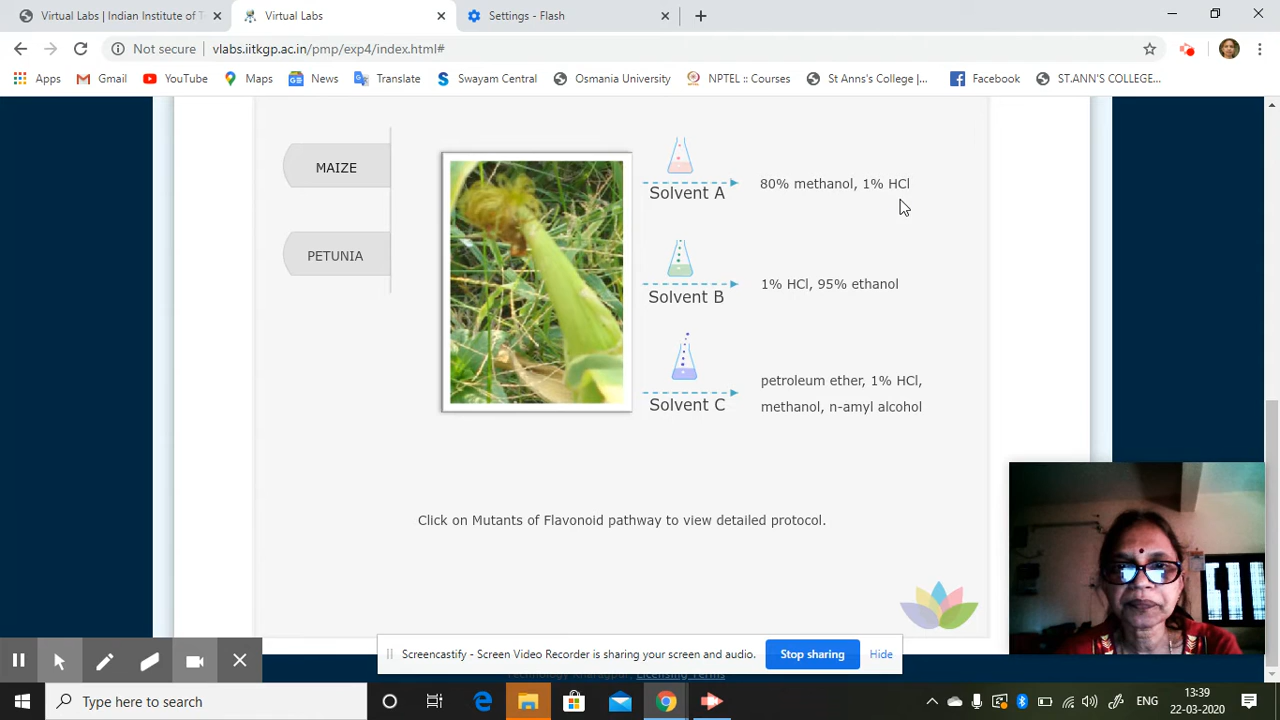 Virtual Labs | Indian Institute of T
Virtual Labs
Settings - Flash
Not secure
vlabs.iitkgp.ac.in/pmp/exp4/index.html#
Apps
Gmail
YouTube
Maps
News
Translate
Swayam Central
Osmania University
NPTEL :: Courses
St Anns's College |...
Facebook
ST.ANN'S COLLEGE...
MAIZE
PETUNIA
Solvent A
80% methanol, 1% HCl
Solvent B
1% HCl, 95% ethanol
Solvent C
petroleum ether, 1% HCl,
methanol, n-amyl alcohol
Click on Mutants of Flavonoid pathway to view detailed protocol.
Screencastify - Screen Video Recorder is sharing your screen and audio.
Stop sharing
Hide
Technology Kharagpur, Licensing Terms
Type here to search
ENG
13:39
22-03-2020